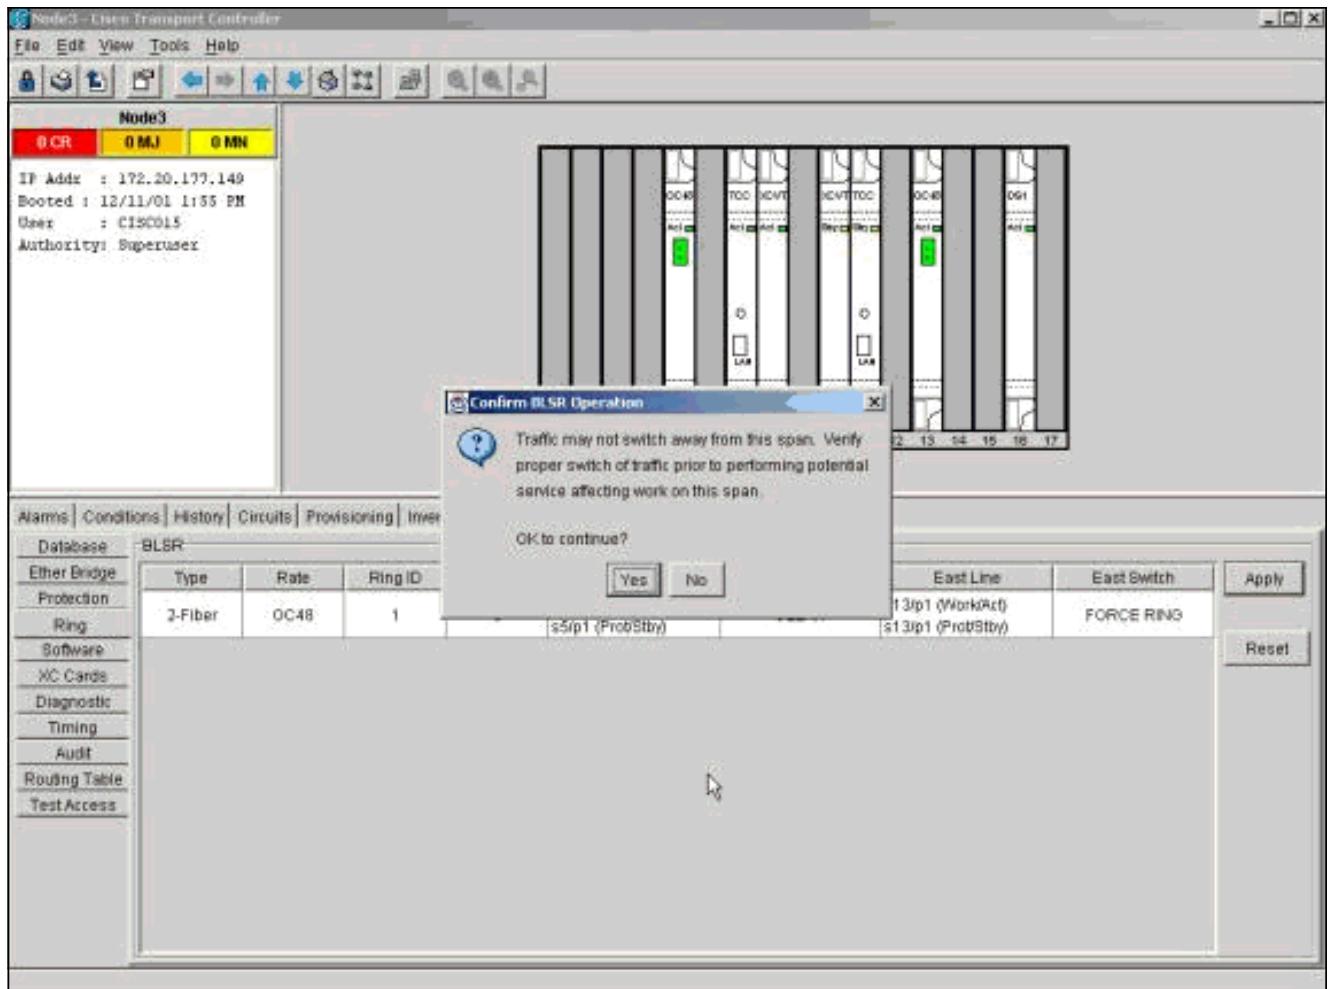 Node3 - Cisco Transport Controller
File Edit View Tools Help
Node3
0 CR 0 MJ 0 MN
IP Addr : 172.20.177.149
Booted : 12/11/01 1:55 PM
User : CISCO15
Authority: Superuser
OC48 TCC XCVT XCVT TCC OC48 DS1
Act Act Act Sby Sby Act Act
LAN LAN
12 13 14 15 16 17
Confirm BLSR Operation
Traffic may not switch away from this span. Verify
proper switch of traffic prior to performing potential
service affecting work on this span.
OK to continue?
Yes No
Alarms Conditions History Circuits Provisioning Inver
Database
Ether Bridge
Protection
Ring
Software
XC Cards
Diagnostic
Timing
Audit
Routing Table
Test Access
BLSR
Type Rate Ring ID East Line East Switch
2-Fiber OC48 1 s5/p1 (Prot/Stby) 13/p1 (Work/Act) FORCE RING
s13/p1 (Prot/Stby)
Apply
Reset